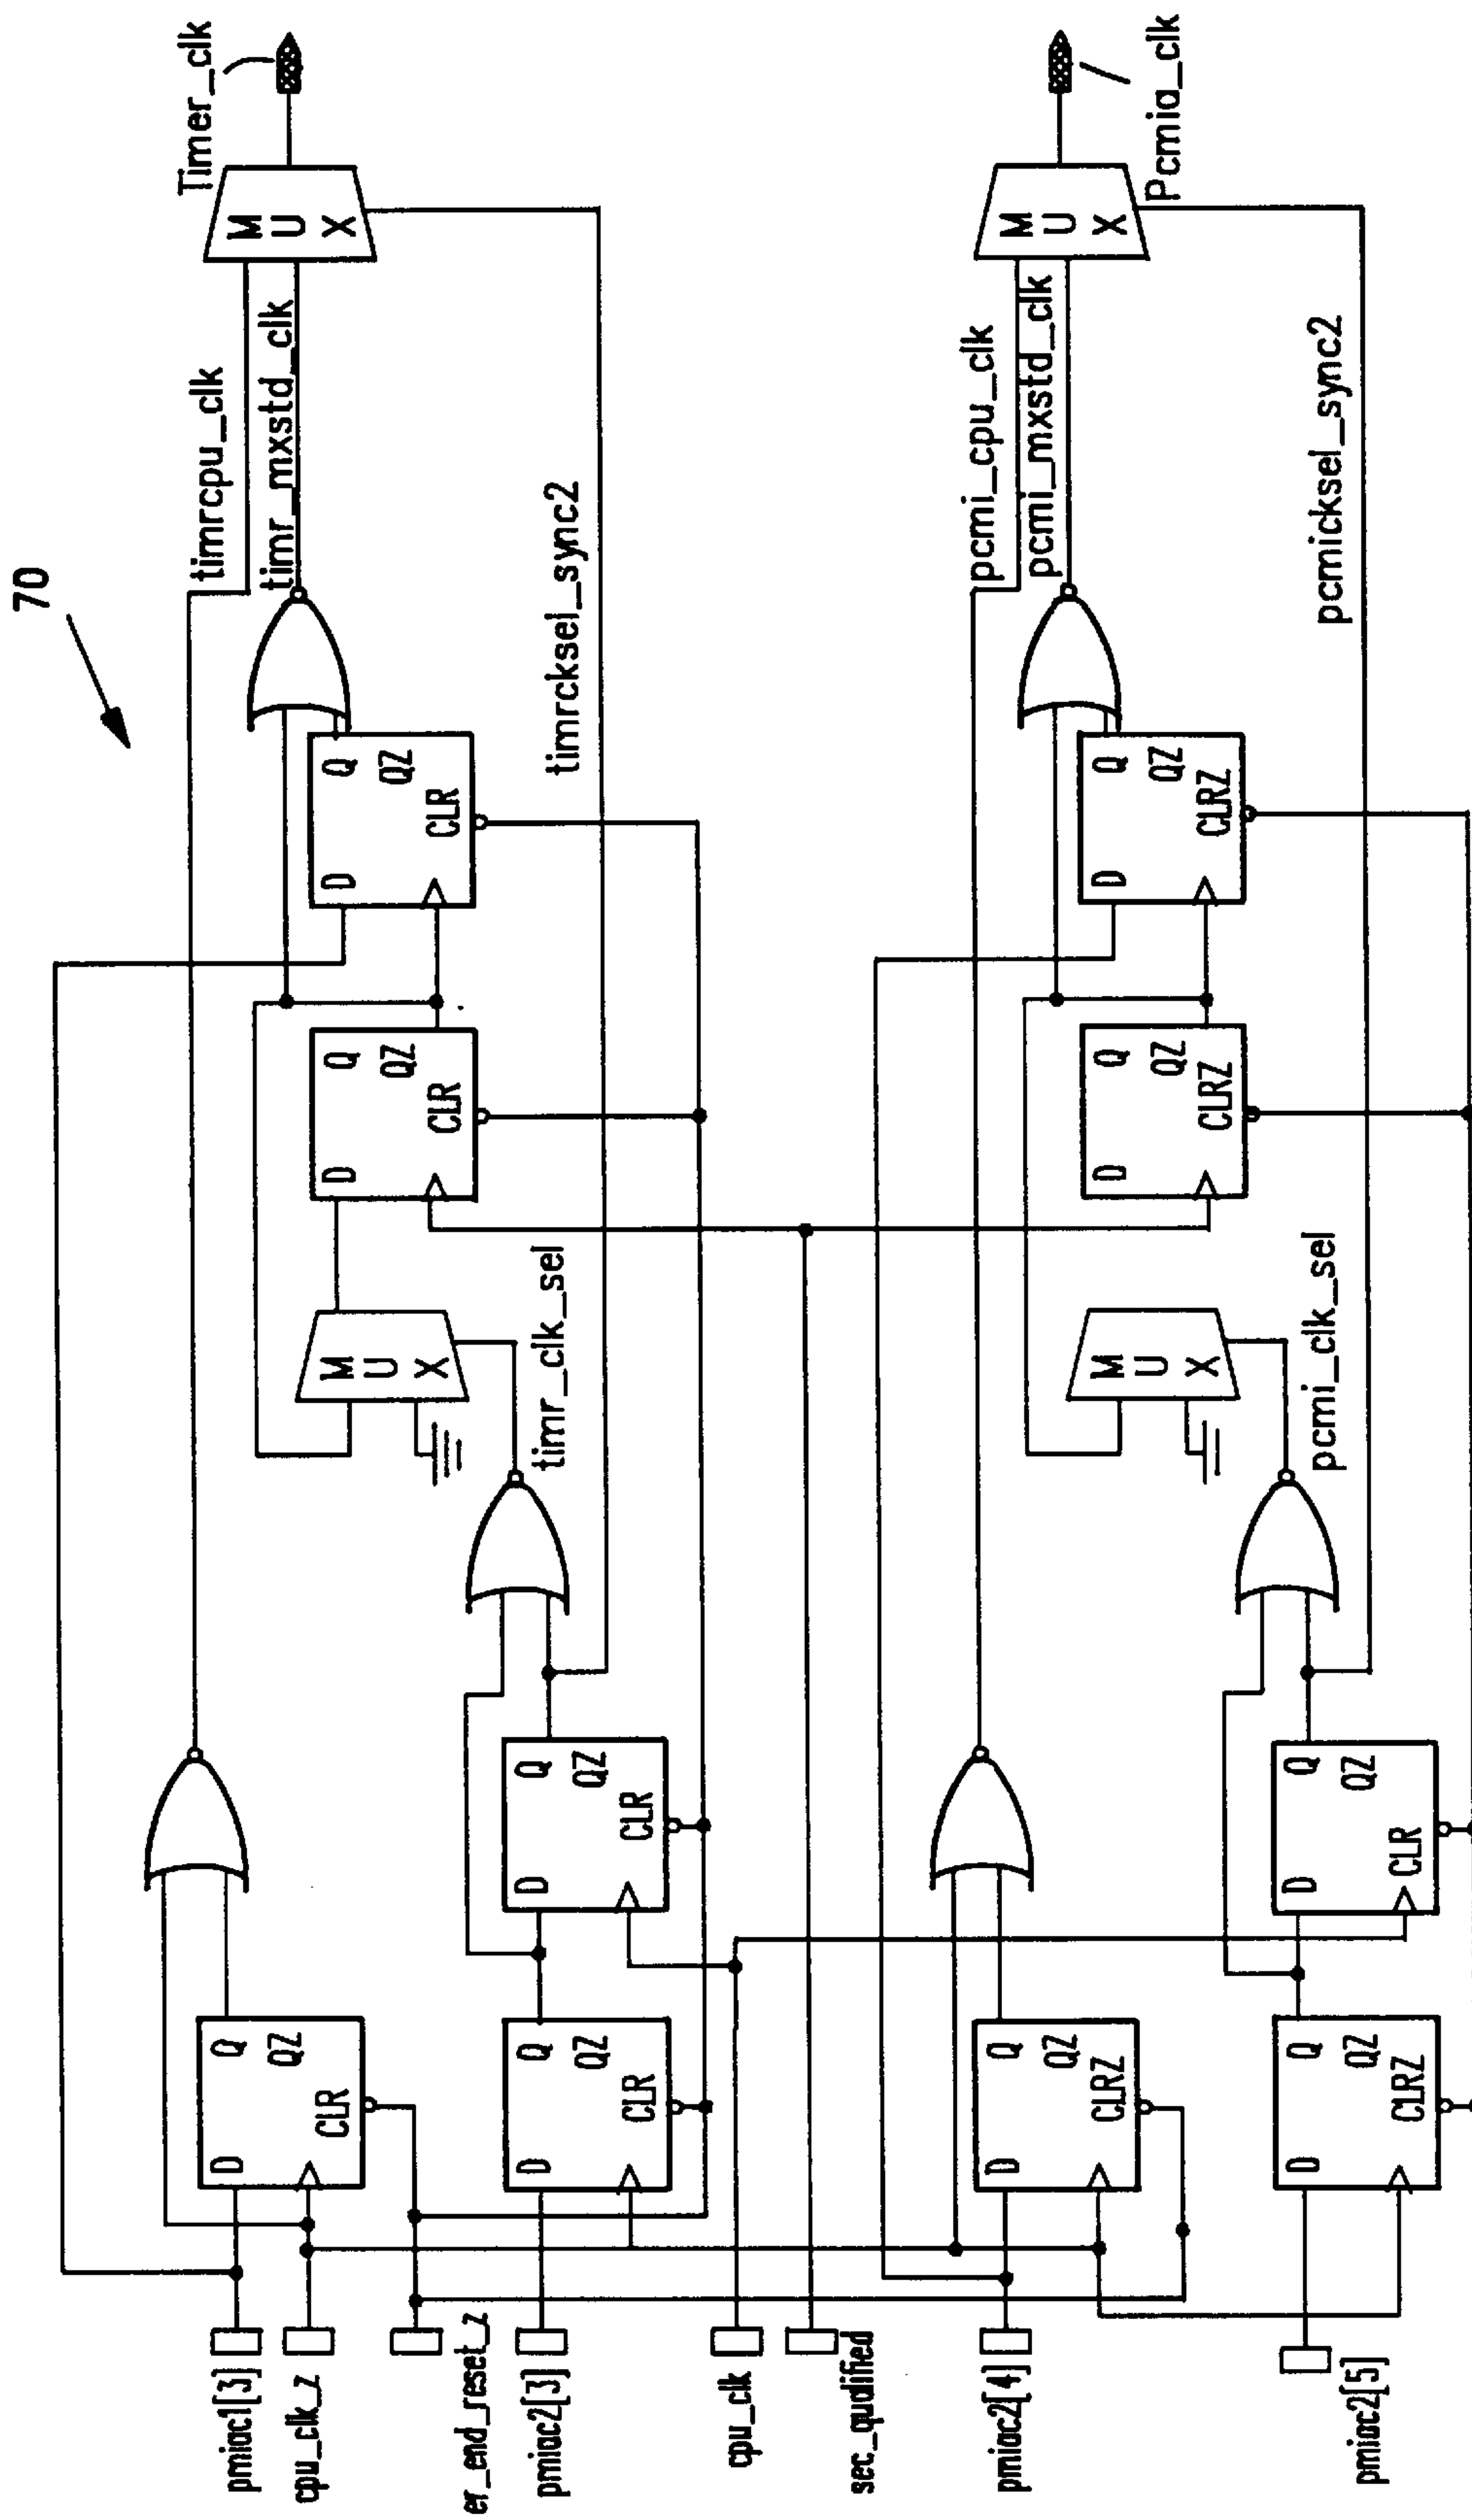 70
Timer_clk
timrcpu_clk
timr_mxstd_clk
M
U
X
pmiac1[3]
cpu_clk_z
D Q
QZ
CLR
M
U
X
D Q
QZ
CLR
D Q
QZ
CLR
er_end_reset_z
pmiac2[3]
D Q
QZ
CLR
D Q
QZ
CLR
timr_clk_sel
timrcksel_sync2
cpu_clk
sec_qualified
pmiac2[4]
D Q
QZ
CLRZ
pcmi_cpu_clk
pcmi_mxstd_clk
M
U
X
Pcmia_clk
M
U
X
D Q
QZ
CLRZ
D Q
QZ
CLRZ
pmiac2[5]
D Q
QZ
CLRZ
D Q
QZ
CLR
pcmi_clk_sel
pcmicksel_sync2